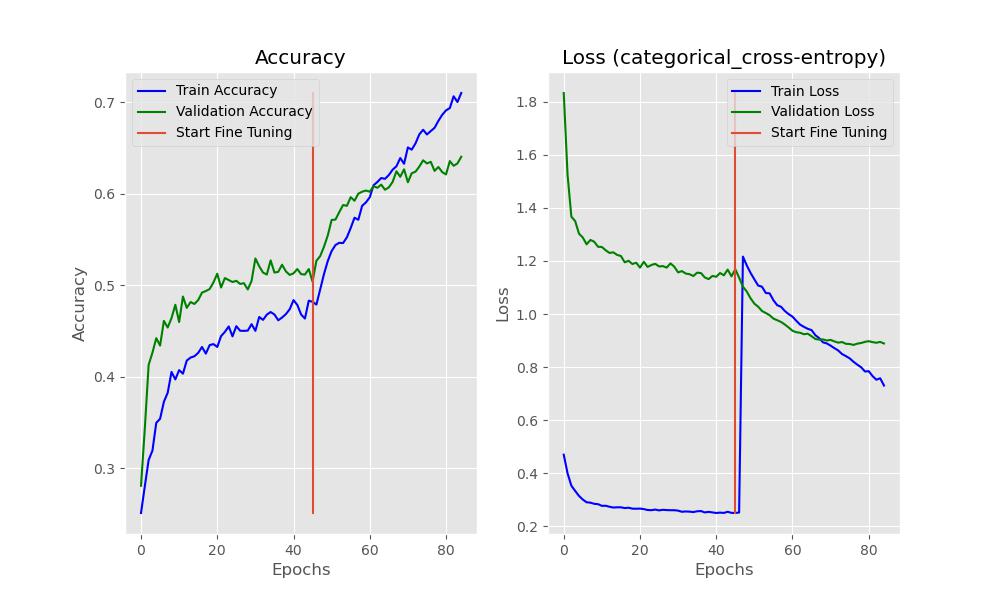 Accuracy
Train Accuracy
Validation Accuracy
Start Fine Tuning
0.7
0.6
0.5
0.4
0.3
Accuracy
0
20
40
60
80
Epochs
Loss (categorical_cross-entropy)
Train Loss
Validation Loss
Start Fine Tuning
1.8
1.6
1.4
1.2
1.0
0.8
0.6
0.4
0.2
Loss
0
20
40
60
80
Epochs